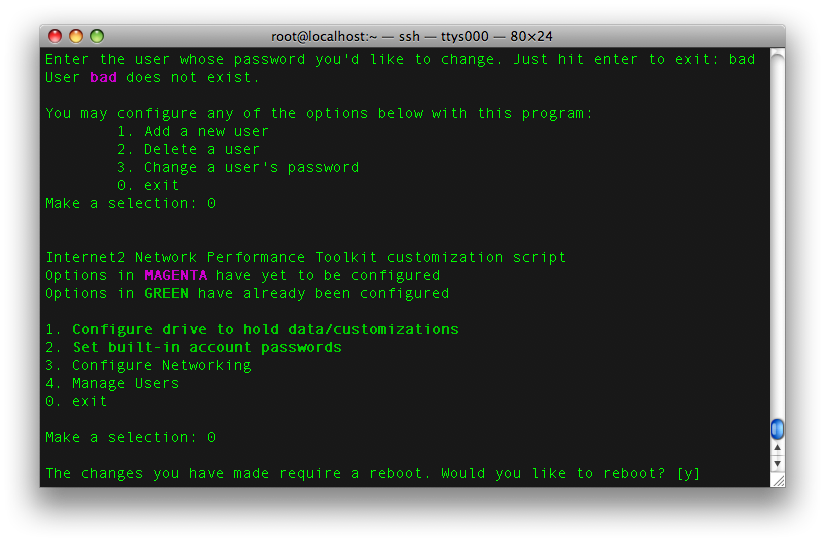 root@localhost:~ — ssh — ttys000 — 80×24
Enter the user whose password you'd like to change. Just hit enter to exit: bad
User bad does not exist.
You may configure any of the options below with this program:
1. Add a new user
2. Delete a user
3. Change a user's password
0. exit
Make a selection: 0
Internet2 Network Performance Toolkit customization script
Options in MAGENTA have yet to be configured
Options in GREEN have already been configured
1. Configure drive to hold data/customizations
2. Set built-in account passwords
3. Configure Networking
4. Manage Users
0. exit
Make a selection: 0
The changes you have made require a reboot. Would you like to reboot? [y]